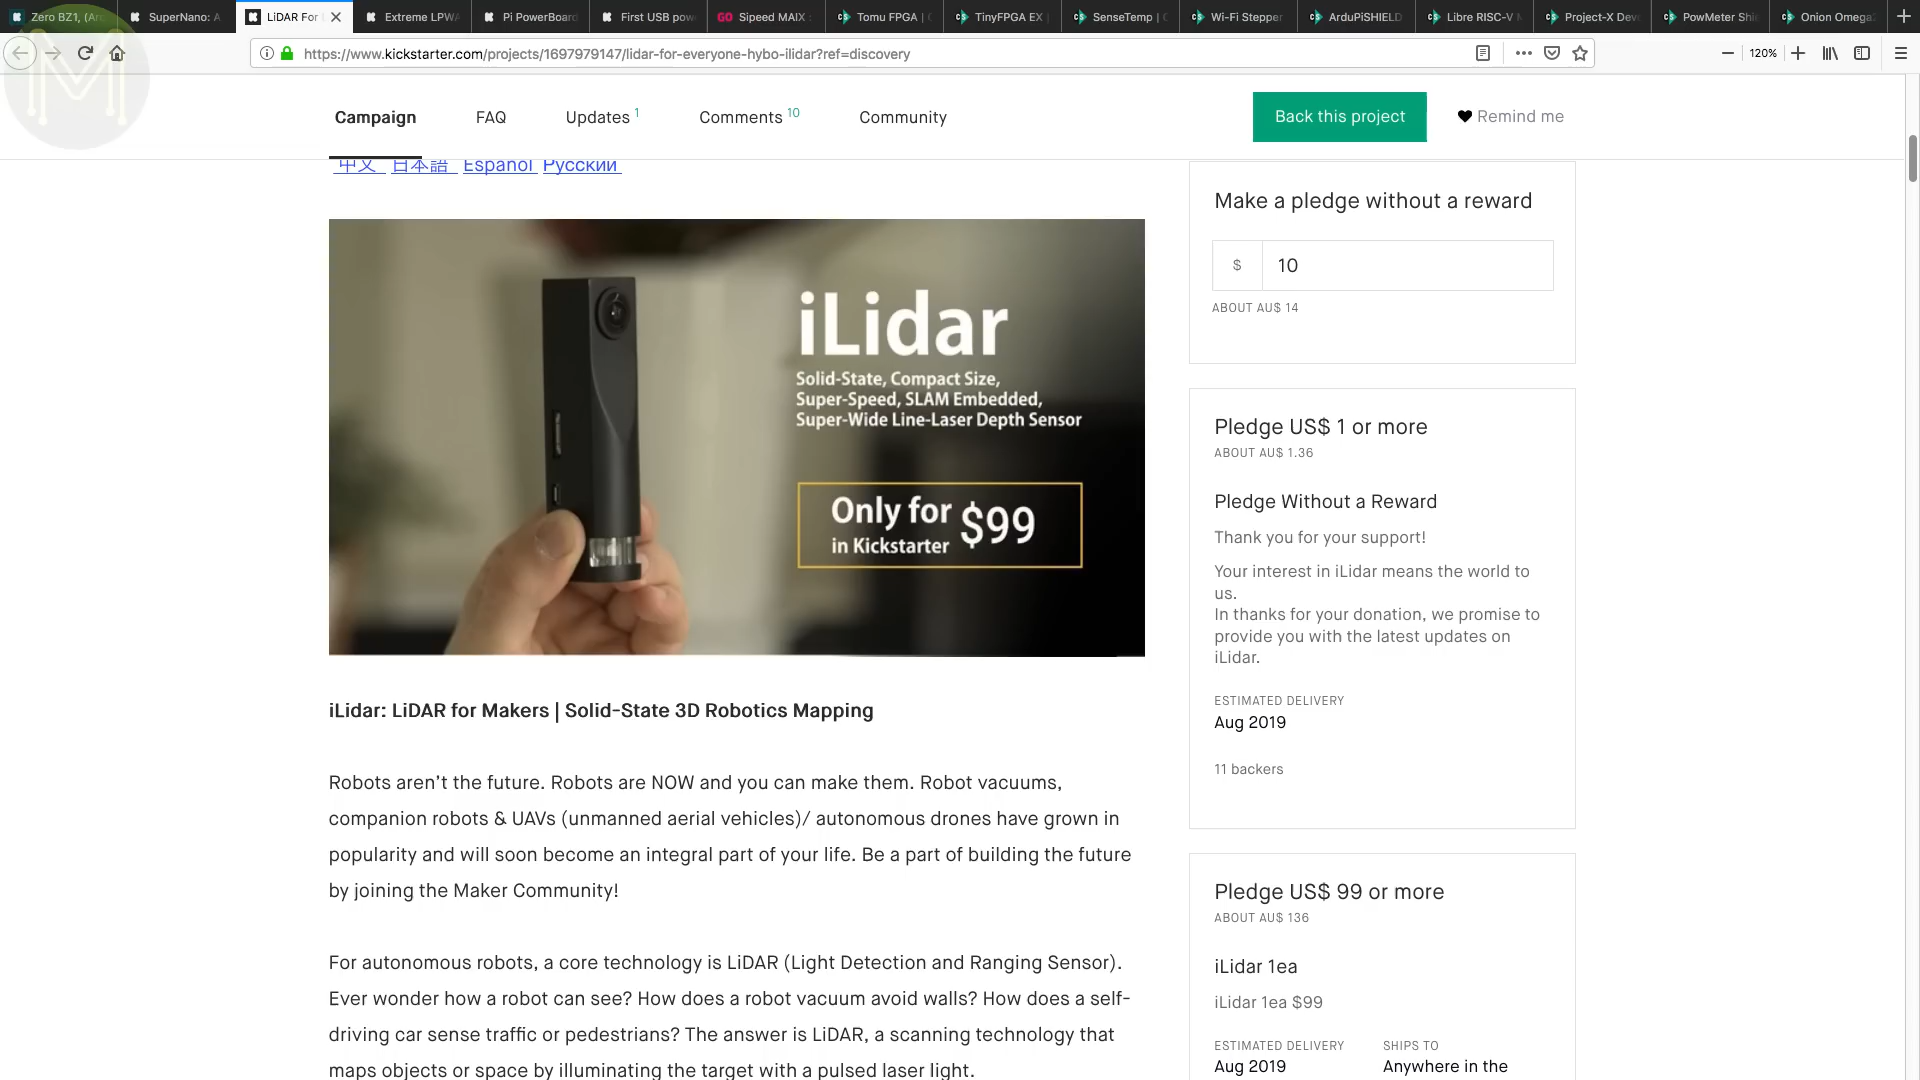 Zero BZ1, (Ar
SuperNano: A
LiDAR For
Extreme LPWA
Pi PowerBoard
First USB pow
GO Sipeed MAIX
Tomu FPGA | C
TinyFPGA EX |
SenseTemp | C
Wi-Fi Stepper
ArduPiSHIELD
Libre RISC-V M
Project-X Deve
PowMeter Shie
Onion Omega2
https://www.kickstarter.com/projects/1697979147/lidar-for-everyone-hybo-ilidar?ref=discovery
120%
M
Campaign
FAQ
Updates 1
Comments 10
Community
Back this project
Remind me
中文 日本語 Español Русский
iLidar
Solid-State, Compact Size,
Super-Speed, SLAM Embedded,
Super-Wide Line-Laser Depth Sensor
Only for $99
in Kickstarter
iLidar: LiDAR for Makers | Solid-State 3D Robotics Mapping
Robots aren’t the future. Robots are NOW and you can make them. Robot vacuums,
companion robots & UAVs (unmanned aerial vehicles)/ autonomous drones have grown in
popularity and will soon become an integral part of your life. Be a part of building the future
by joining the Maker Community!
For autonomous robots, a core technology is LiDAR (Light Detection and Ranging Sensor).
Ever wonder how a robot can see? How does a robot vacuum avoid walls? How does a self-
driving car sense traffic or pedestrians? The answer is LiDAR, a scanning technology that
maps objects or space by illuminating the target with a pulsed laser light.
Make a pledge without a reward
$ 10
ABOUT AU$ 14
Pledge US$ 1 or more
ABOUT AU$ 1.36
Pledge Without a Reward
Thank you for your support!
Your interest in iLidar means the world to
us.
In thanks for your donation, we promise to
provide you with the latest updates on
iLidar.
ESTIMATED DELIVERY
Aug 2019
11 backers
Pledge US$ 99 or more
ABOUT AU$ 136
iLidar 1ea
iLidar 1ea $99
ESTIMATED DELIVERY
Aug 2019
SHIPS TO
Anywhere in the